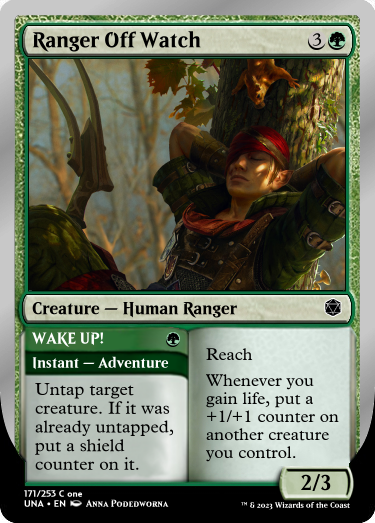 Ranger Off Watch 3
Creature — Human Ranger
WAKE UP!
Instant — Adventure
Untap target
creature. If it was
already untapped,
put a shield
counter on it.
Reach
Whenever you
gain life, put a
+1/+1 counter on
another creature
you control.
2/3
171/253 C one
UNA • EN Anna Podedworna
™ & 2023 Wizards of the Coast